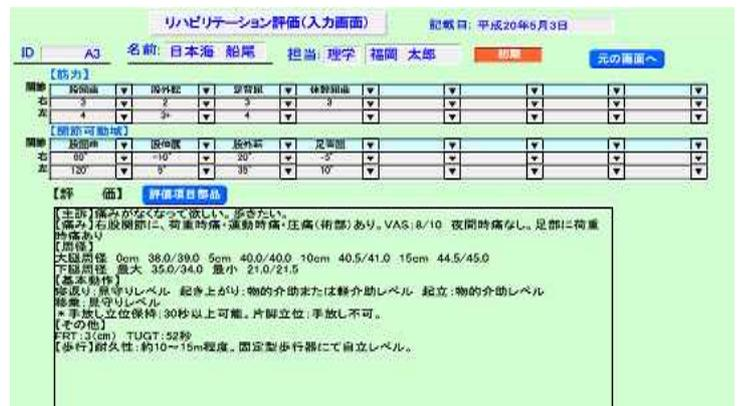 リハビリテーション評価(入力画面)
記載日: 平成20年5月3日
ID A3 名前: 日本海 船尾 担当: 理学 福岡 太郎 初期 元の画面へ
【筋力】
関節 股屈曲 股外転 足背屈 体幹屈曲
右 3 2 3 3
左 4 3+ 4
【関節可動域】
関節 股屈曲 股伸展 股外転 足背屈
右 80° -10° 20° -5°
左 120° 5° 35° 10°
【評 価】 評価項目部品
【主訴】痛みがなくなって欲しい。歩きたい。
【痛み】右股関節に、荷重時痛・運動時痛・圧痛(術部)あり。VAS:8/10 夜間時痛なし。足部に荷重
時痛あり
【周径】
大腿周径 0cm 38.0/39.0 5cm 40.0/40.0 10cm 40.5/41.0 15cm 44.5/45.0
下腿周径 最大 35.0/34.0 最小 21.0/21.5
【基本動作】
寝返り:見守りレベル 起き上がり:物的介助または軽介助レベル 起立:物的介助レベル
移乗:見守りレベル
*手放し立位保持:30秒以上可能。片脚立位:手放し不可。
【その他】
FRT:3(cm) TUGT:52秒
【歩行】耐久性:約10~15m程度。固定型歩行器にて自立レベル。